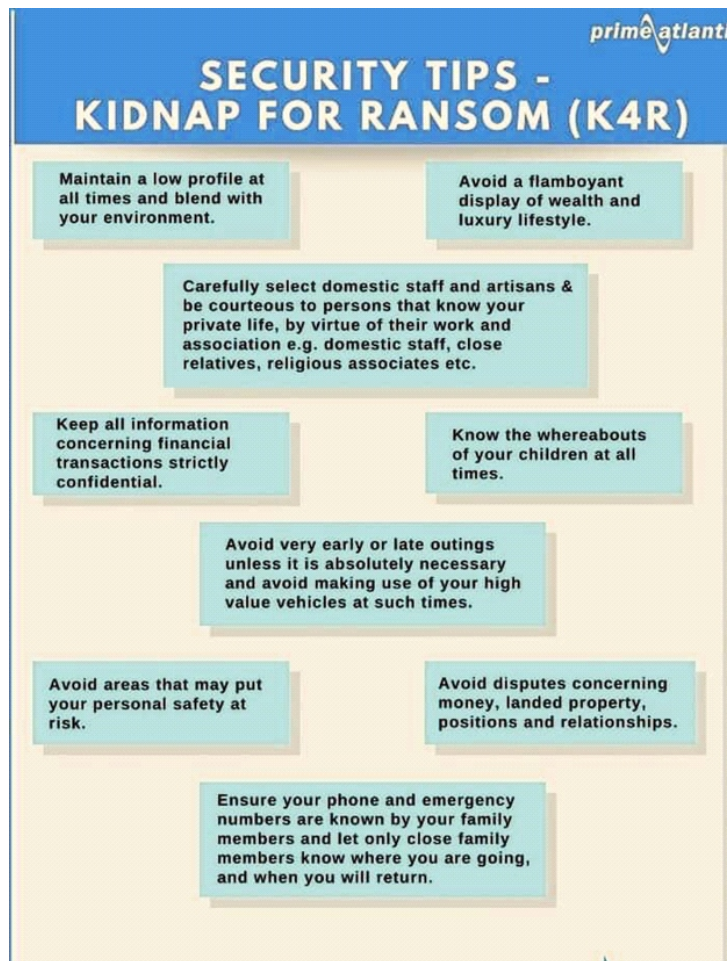 prime atlanti
SECURITY TIPS -
KIDNAP FOR RANSOM (K4R)
Maintain a low profile at
all times and blend with
your environment.
Avoid a flamboyant
display of wealth and
luxury lifestyle.
Carefully select domestic staff and artisans &
be courteous to persons that know your
private life, by virtue of their work and
association e.g. domestic staff, close
relatives, religious associates etc.
Keep all information
concerning financial
transactions strictly
confidential.
Know the whereabouts
of your children at all
times.
Avoid very early or late outings
unless it is absolutely necessary
and avoid making use of your high
value vehicles at such times.
Avoid areas that may put
your personal safety at
risk.
Avoid disputes concerning
money, landed property,
positions and relationships.
Ensure your phone and emergency
numbers are known by your family
members and let only close family
members know where you are going,
and when you will return.